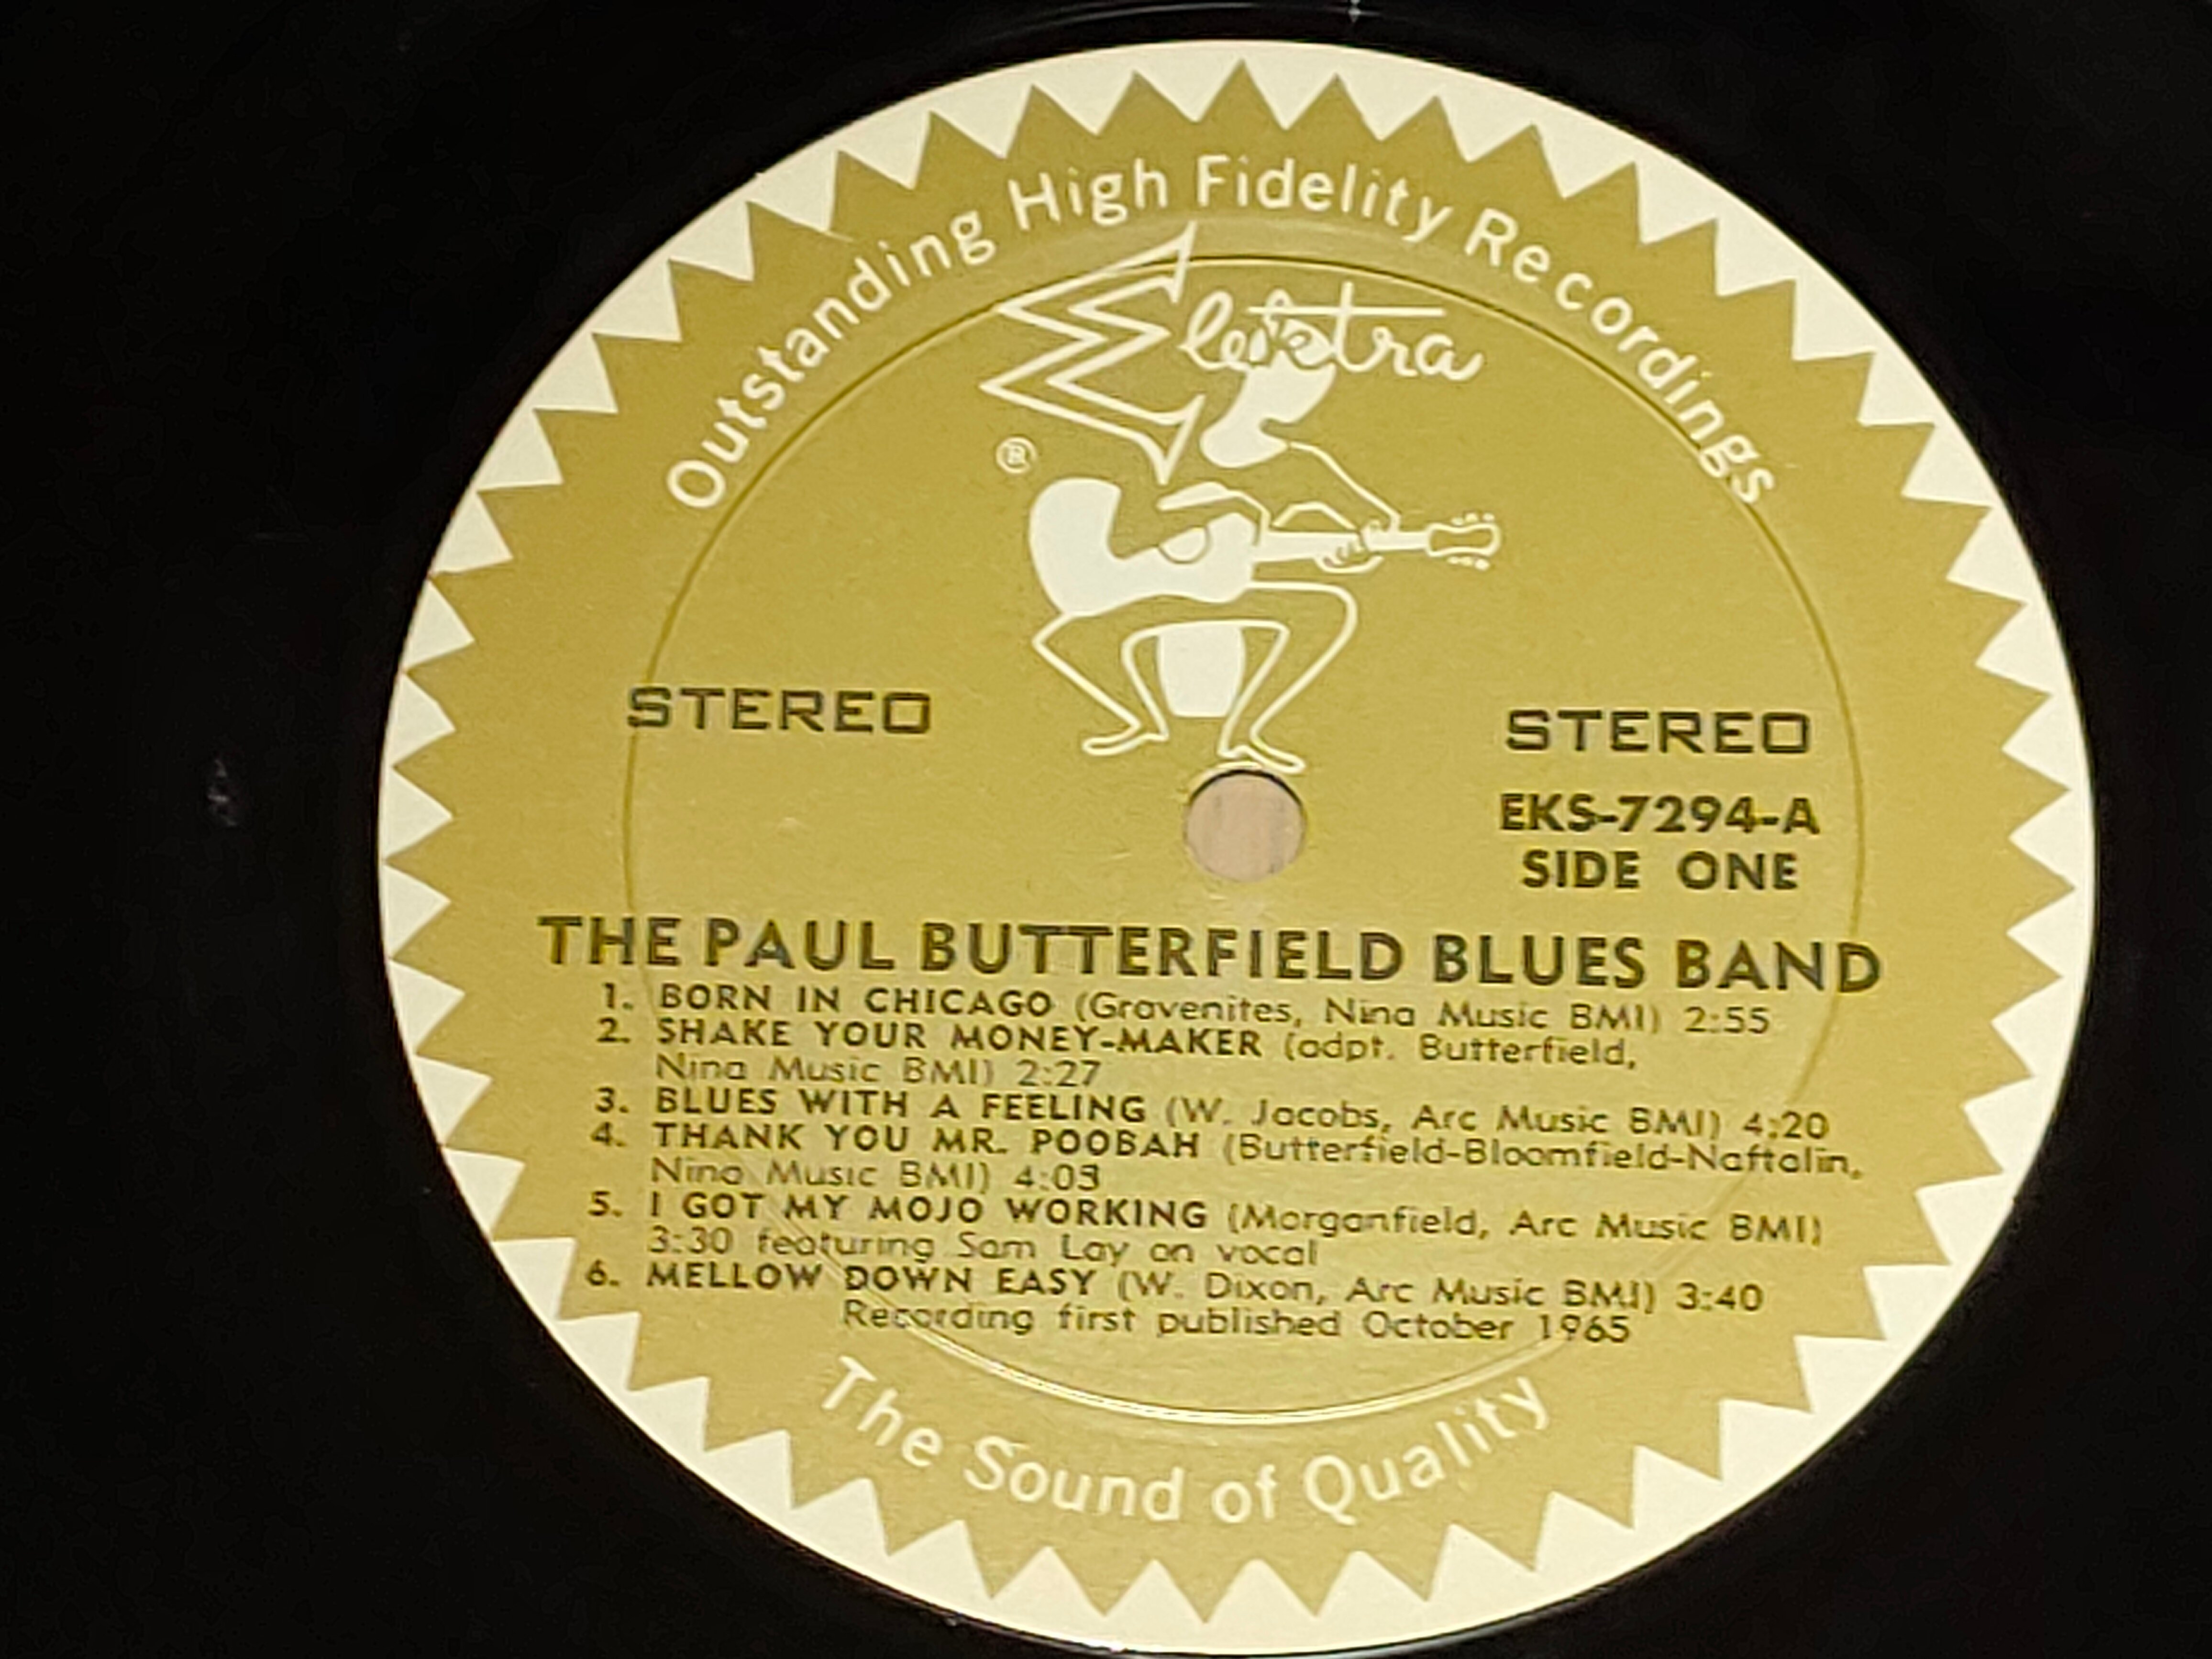 Outstanding High Fidelity Recordings
Elektra
®
STEREO STEREO
EKS-7294-A
SIDE ONE
THE PAUL BUTTERFIELD BLUES BAND
1. BORN IN CHICAGO (Gravenites, Nina Music BMI) 2:55
2. SHAKE YOUR MONEY-MAKER (adpt. Butterfield,
Nina Music BMI) 2:27
3. BLUES WITH A FEELING (W. Jacobs, Arc Music BMI) 4:20
4. THANK YOU MR. POOBAH (Butterfield-Bloomfield-Naftalin,
Nina Music BMI) 4:03
5. I GOT MY MOJO WORKING (Morganfield, Arc Music BMI)
3:30 featuring Sam Lay on vocal
6. MELLOW DOWN EASY (W. Dixon, Arc Music BMI) 3:40
Recording first published October 1965
The Sound of Quality